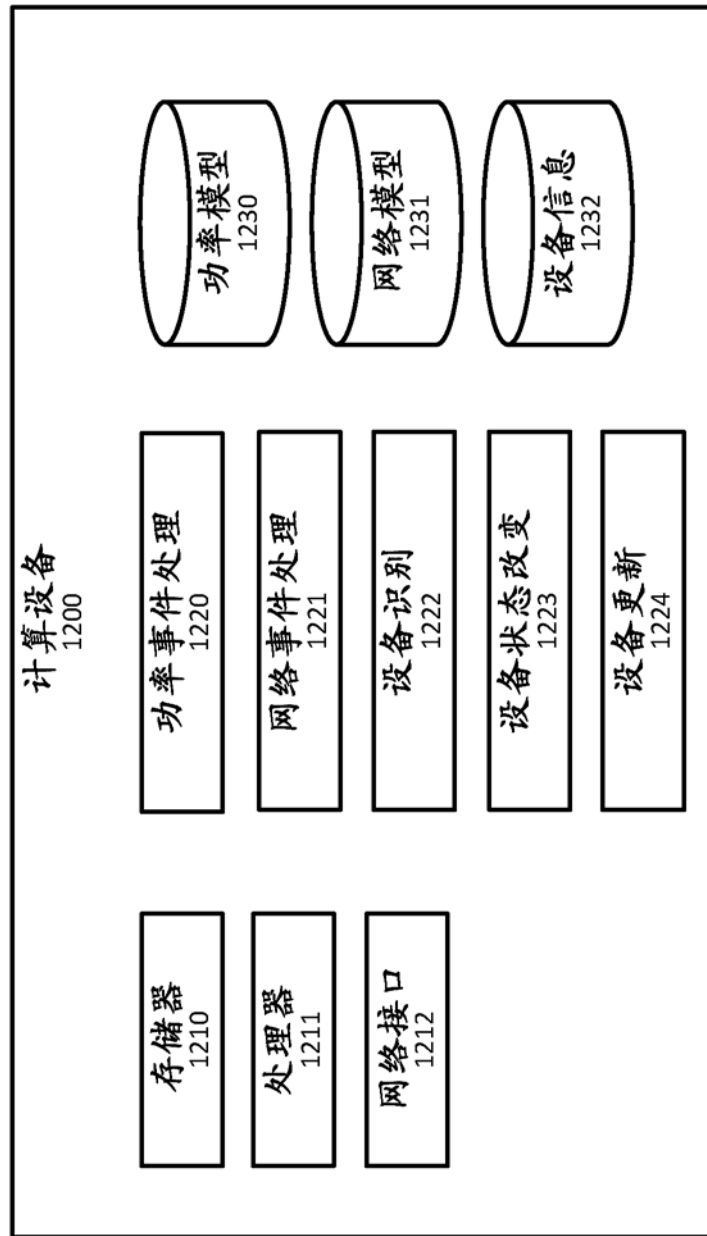 计算设备
1200
存储器
1210
处理器
1211
网络接口
1212
功率事件处理
1220
网络事件处理
1221
设备识别
1222
设备状态改变
1223
设备更新
1224
功率模型
1230
网络模型
1231
设备信息
1232